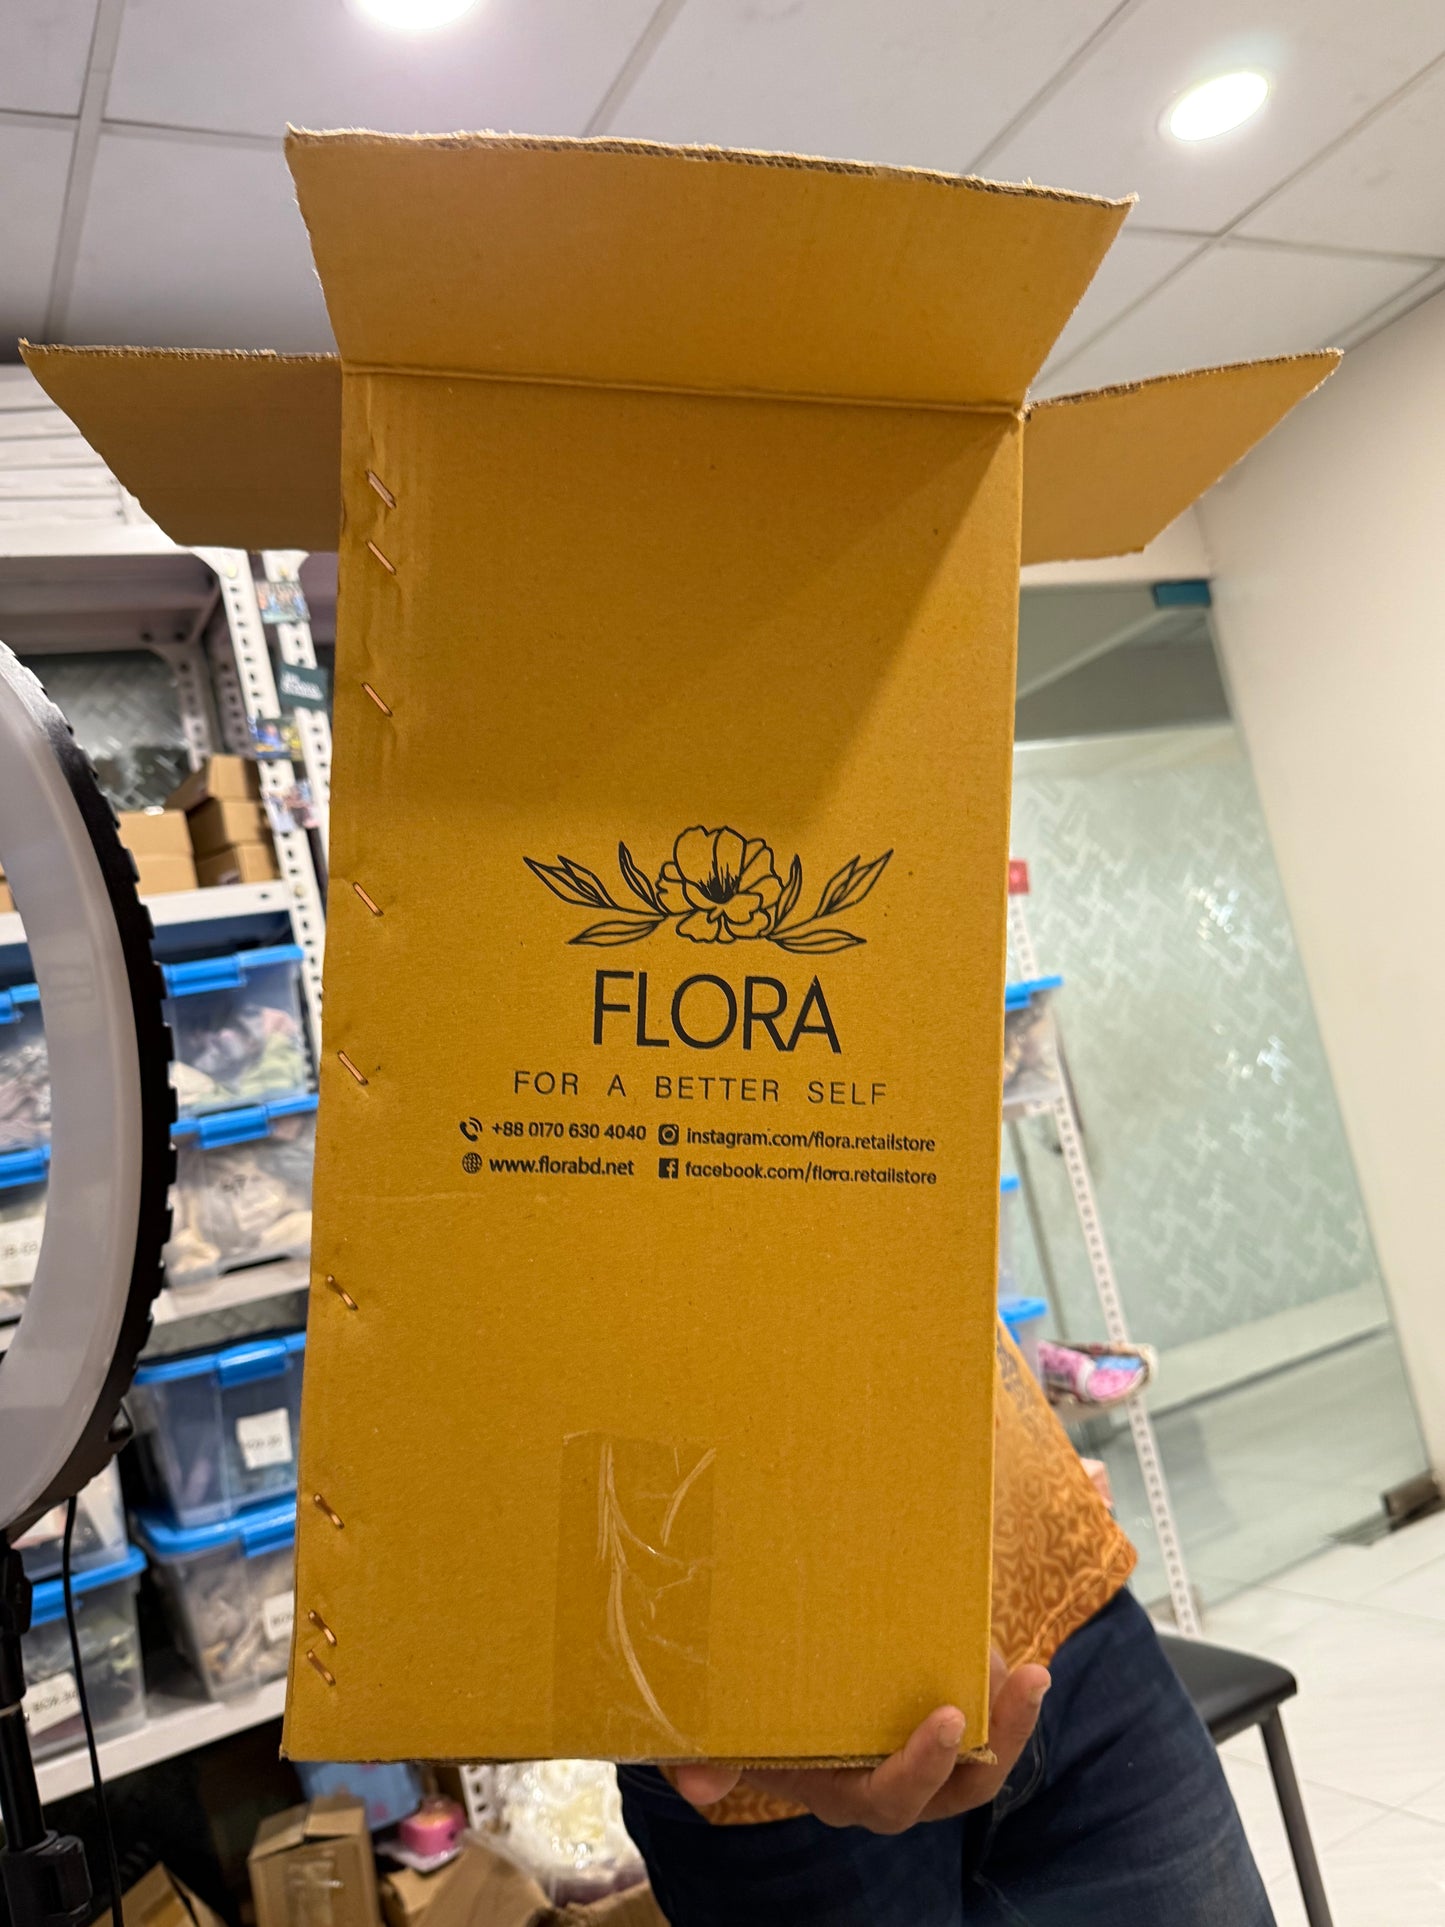 FLORA
FOR A BETTER SELF
+88 0170 630 4040 instagram.com/flora.retailstore
www.florabd.net facebook.com/flora.retailstore